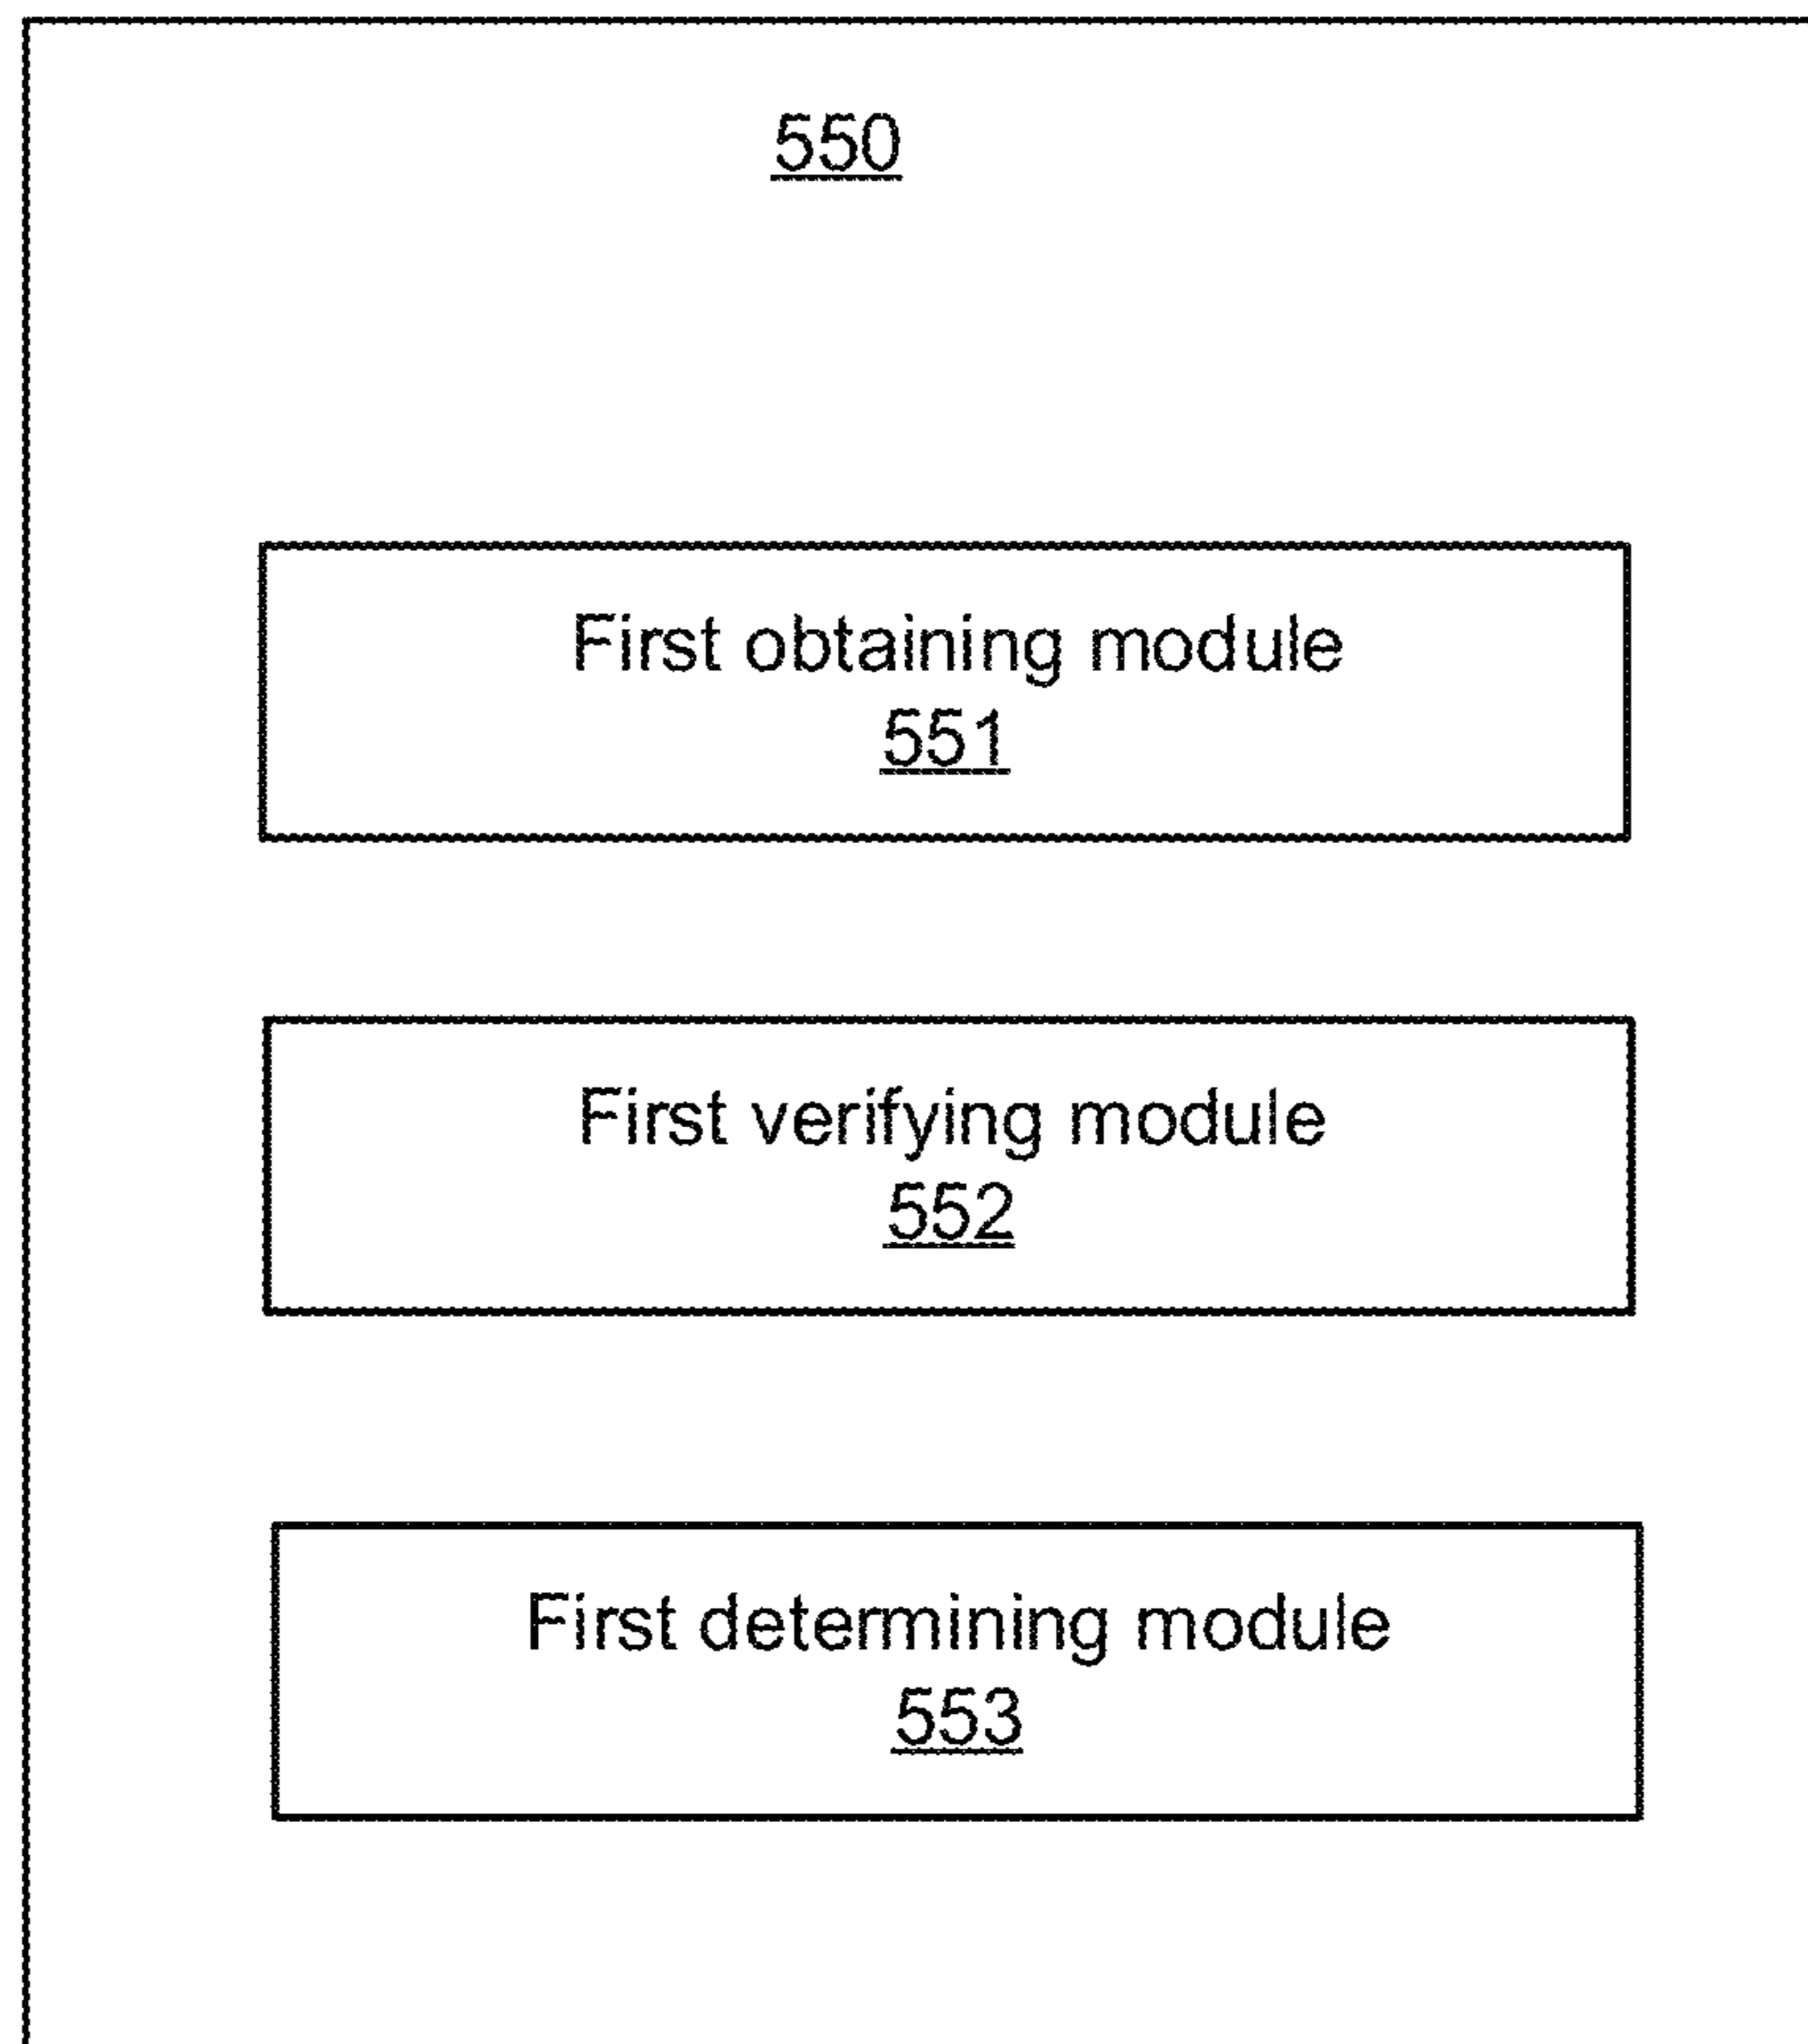 550
First obtaining module
551
First verifying module
552
First determining module
553